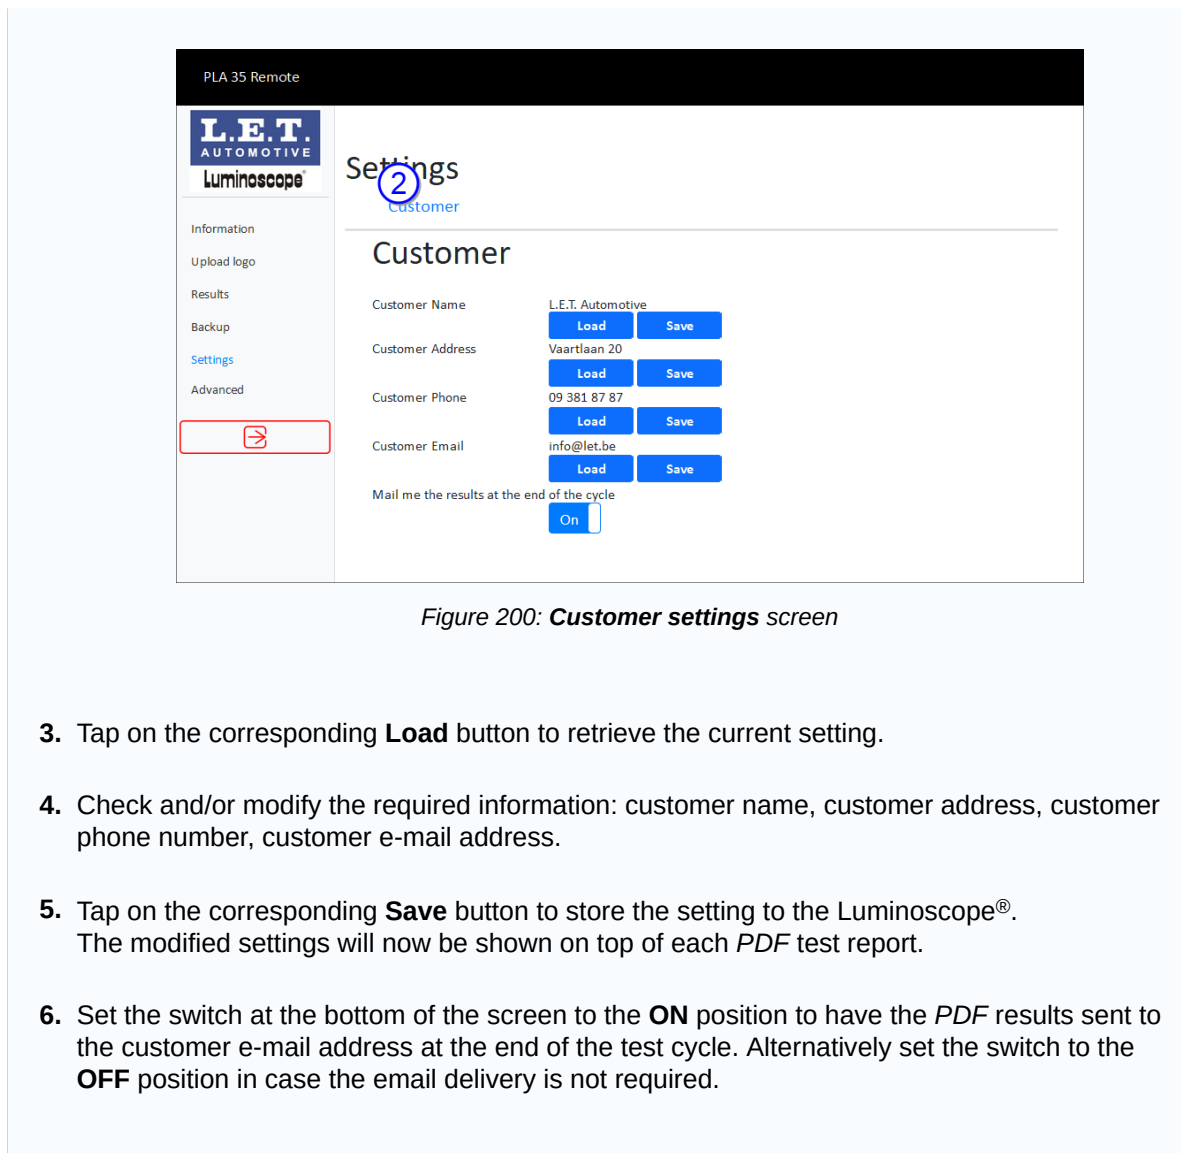 PLA 35 Remote
L.E.T.
AUTOMOTIVE
Luminoscope®
Settings
2
Customer
Information
Upload logo
Results
Backup
Settings
Advanced
Customer
Customer Name L.E.T. Automotive
Load Save
Customer Address Vaartlaan 20
Load Save
Customer Phone 09 381 87 87
Load Save
Customer Email info@let.be
Load Save
Mail me the results at the end of the cycle
On
Figure 200: Customer settings screen
3. Tap on the corresponding Load button to retrieve the current setting.
4. Check and/or modify the required information: customer name, customer address, customer
phone number, customer e-mail address.
5. Tap on the corresponding Save button to store the setting to the Luminoscope®.
The modified settings will now be shown on top of each PDF test report.
6. Set the switch at the bottom of the screen to the ON position to have the PDF results sent to
the customer e-mail address at the end of the test cycle. Alternatively set the switch to the
OFF position in case the email delivery is not required.